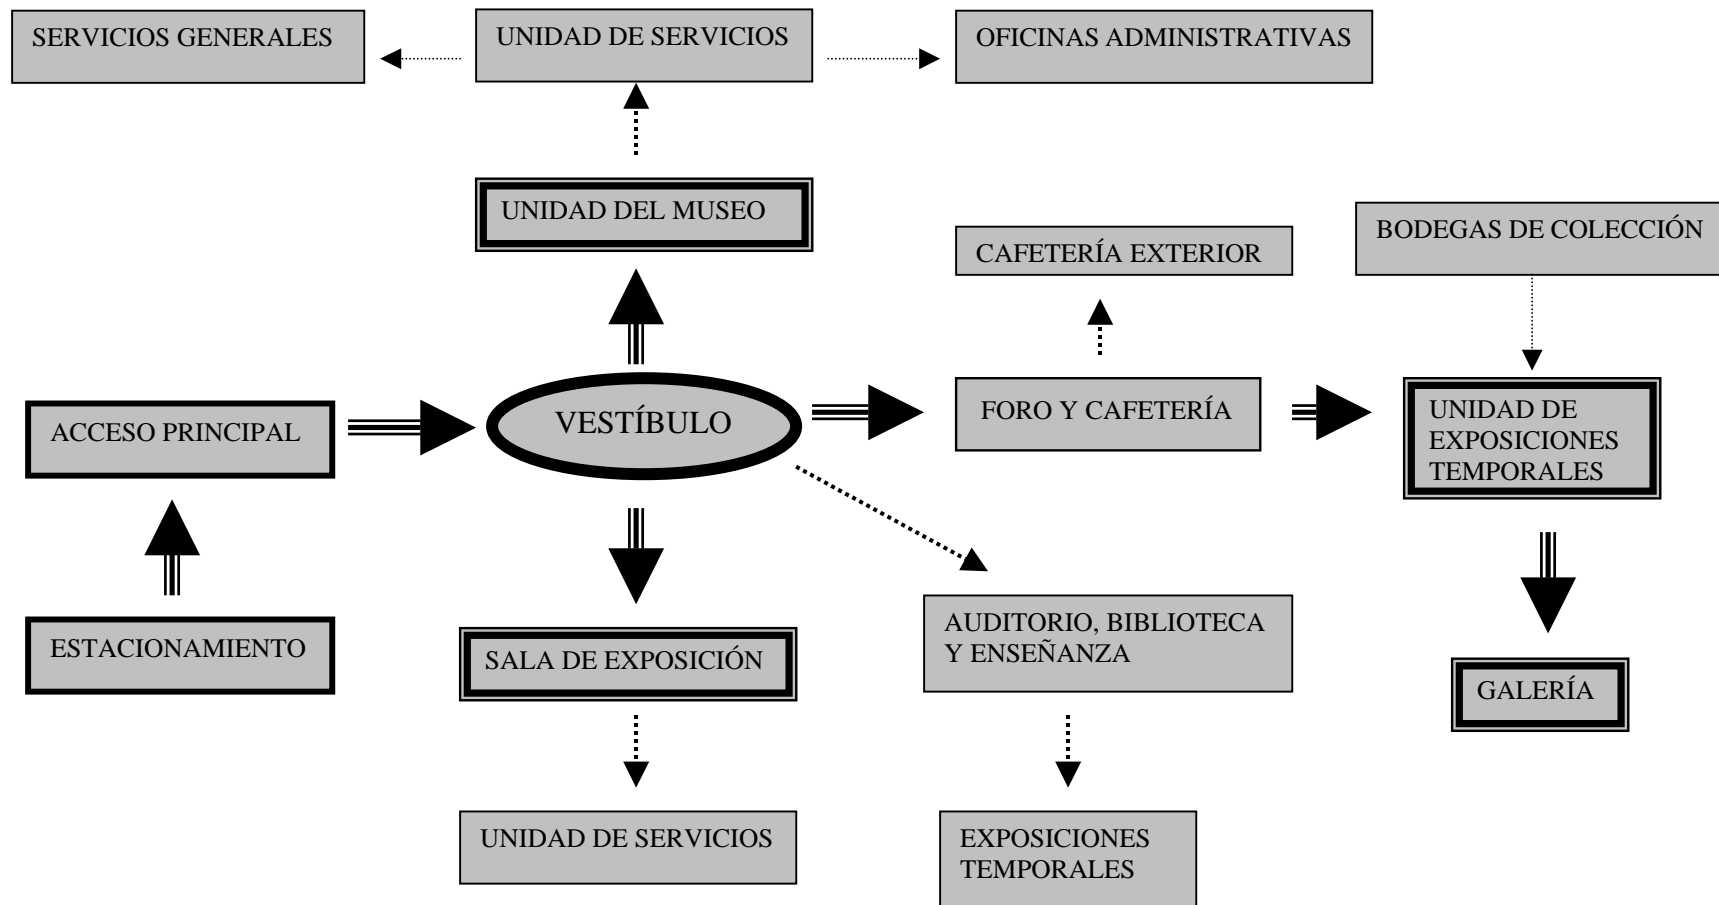 SERVICIOS GENERALES
UNIDAD DE SERVICIOS
OFICINAS ADMINISTRATIVAS
UNIDAD DEL MUSEO
CAFETERÍA EXTERIOR
BODEGAS DE COLECCIÓN
ACCESO PRINCIPAL
VESTÍBULO
FORO Y CAFETERÍA
UNIDAD DE
EXPOSICIONES
TEMPORALES
ESTACIONAMIENTO
SALA DE EXPOSICIÓN
AUDITORIO, BIBLIOTECA
Y ENSEÑANZA
GALERÍA
UNIDAD DE SERVICIOS
EXPOSICIONES
TEMPORALES